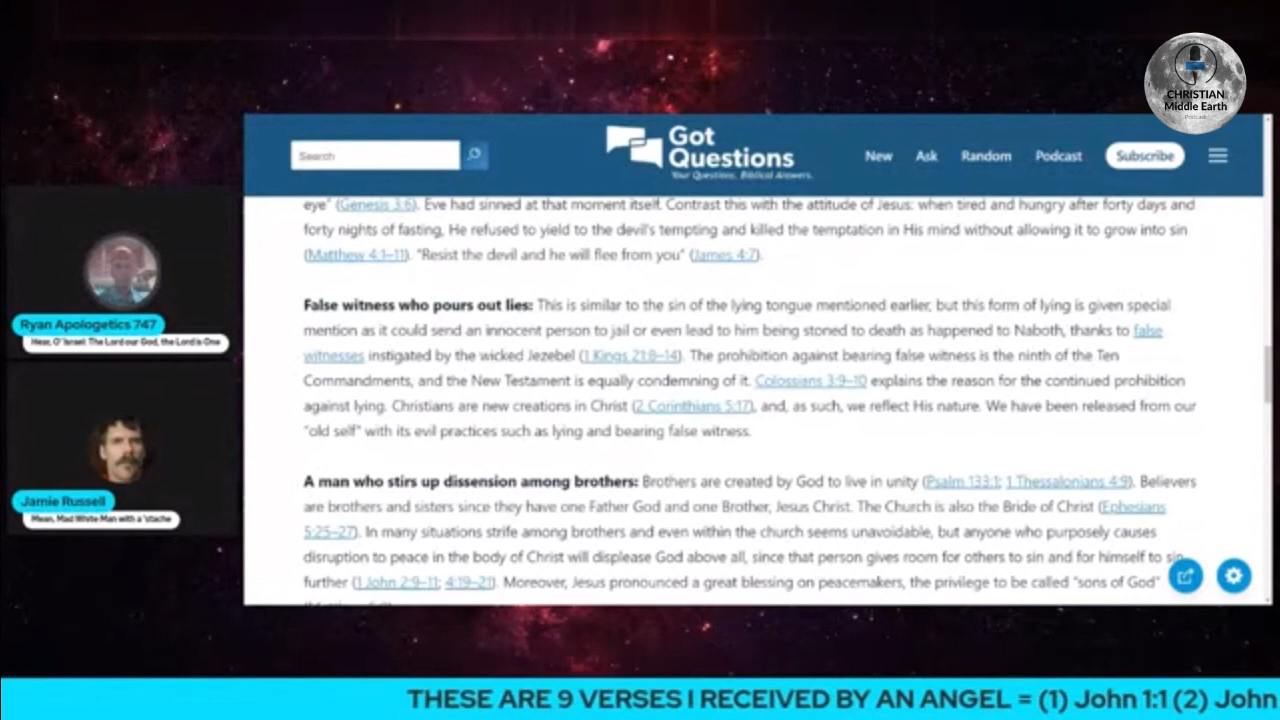 CHRISTIAN
Middle Earth
Podcast
Search
Got
Questions
Your Questions. Biblical Answers.
New
Ask
Random
Podcast
Subscribe
eye" (Genesis 3:6). Eve had sinned at that moment itself. Contrast this with the attitude of Jesus: when tired and hungry after forty days and
forty nights of fasting, He refused to yield to the devil's tempting and killed the temptation in His mind without allowing it to grow into sin
(Matthew 4:1–11). "Resist the devil and he will flee from you" (James 4:7).
False witness who pours out lies: This is similar to the sin of the lying tongue mentioned earlier, but this form of lying is given special
mention as it could send an innocent person to jail or even lead to him being stoned to death as happened to Naboth, thanks to false
witnesses instigated by the wicked Jezebel (1 Kings 21:8–14). The prohibition against bearing false witness is the ninth of the Ten
Commandments, and the New Testament is equally condemning of it. Colossians 3:9–10 explains the reason for the continued prohibition
against lying. Christians are new creations in Christ (2 Corinthians 5:17), and, as such, we reflect His nature. We have been released from our
"old self" with its evil practices such as lying and bearing false witness.
A man who stirs up dissension among brothers: Brothers are created by God to live in unity (Psalm 133:1; 1 Thessalonians 4:9). Believers
are brothers and sisters since they have one Father God and one Brother, Jesus Christ. The Church is also the Bride of Christ (Ephesians
5:25–27). In many situations strife among brothers and even within the church seems unavoidable, but anyone who purposely causes
disruption to peace in the body of Christ will displease God above all, since that person gives room for others to sin and for himself to sin
further (1 John 2:9–11; 4:19–21). Moreover, Jesus pronounced a great blessing on peacemakers, the privilege to be called "sons of God"
Ryan Apologetics 747
Hear, O' Israel: The Lord our God, the Lord is One
Jamie Russell
Mean, Mad White Man with a 'stache
THESE ARE 9 VERSES I RECEIVED BY AN ANGEL = (1) John 1:1 (2) John